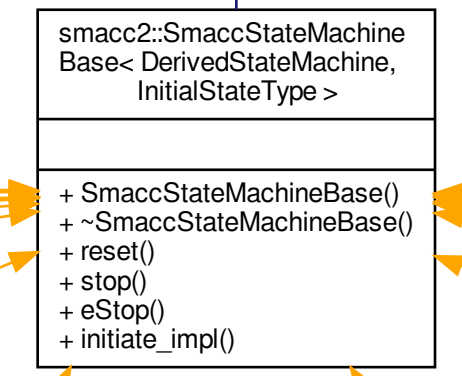 smacc2::SmaccStateMachine
Base< DerivedStateMachine,
InitialStateType >
+ SmaccStateMachineBase()
+ ~SmaccStateMachineBase()
+ reset()
+ stop()
+ eStop()
+ initiate_impl()